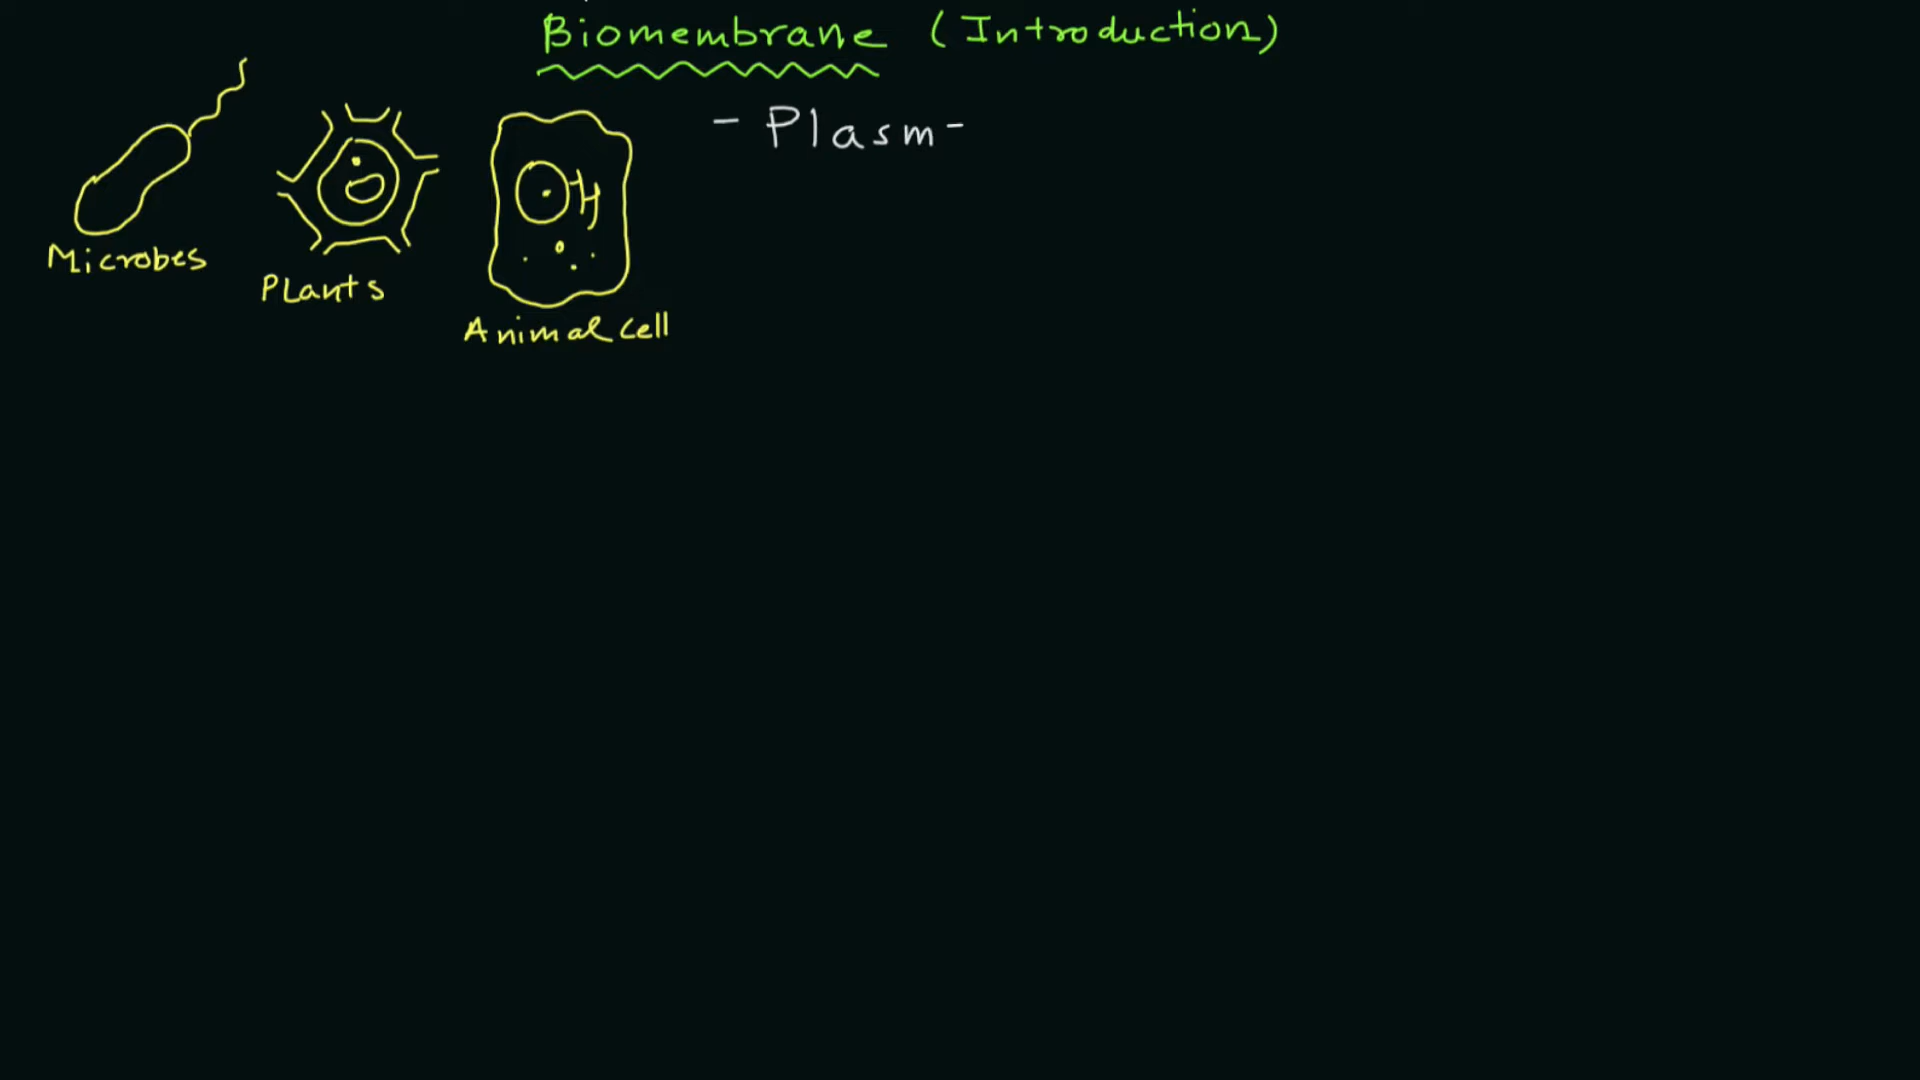 Biomembrane (Introduction)
- Plasm-
Microbes
Plants
Animal cell